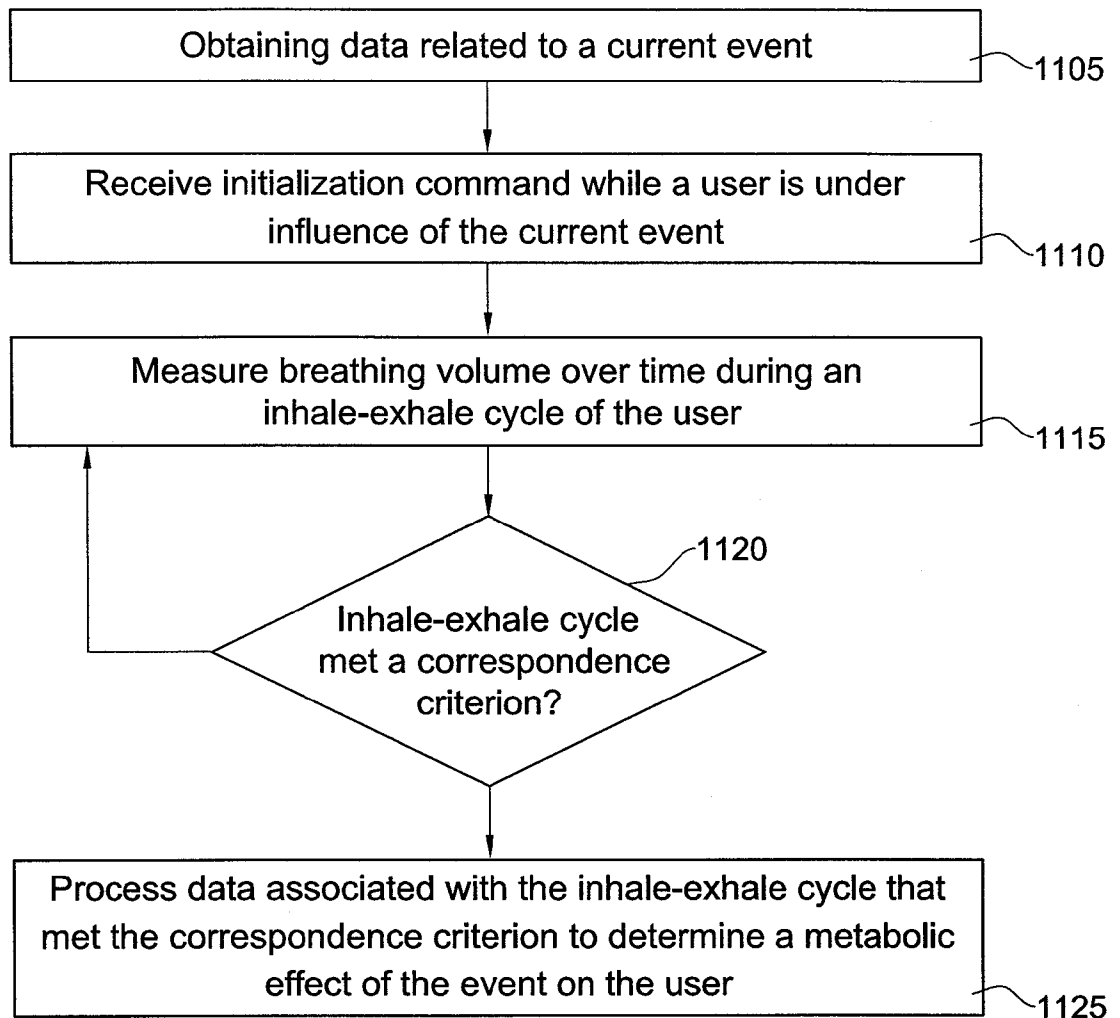 Obtaining data related to a current event
1105
Receive initialization command while a user is under
influence of the current event
1110
Measure breathing volume over time during an
inhale-exhale cycle of the user
1115
1120
Inhale-exhale cycle
met a correspondence
criterion?
Process data associated with the inhale-exhale cycle that
met the correspondence criterion to determine a metabolic
effect of the event on the user
1125